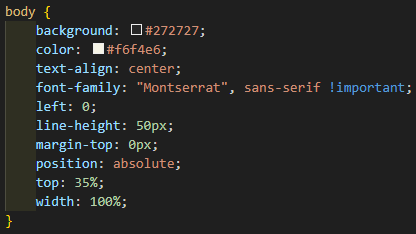 body {
    background: #272727;
    color: #f6f4e6;
    text-align: center;
    font-family: "Montserrat", sans-serif !important;
    left: 0;
    line-height: 50px;
    margin-top: 0px;
    position: absolute;
    top: 35%;
    width: 100%;
}